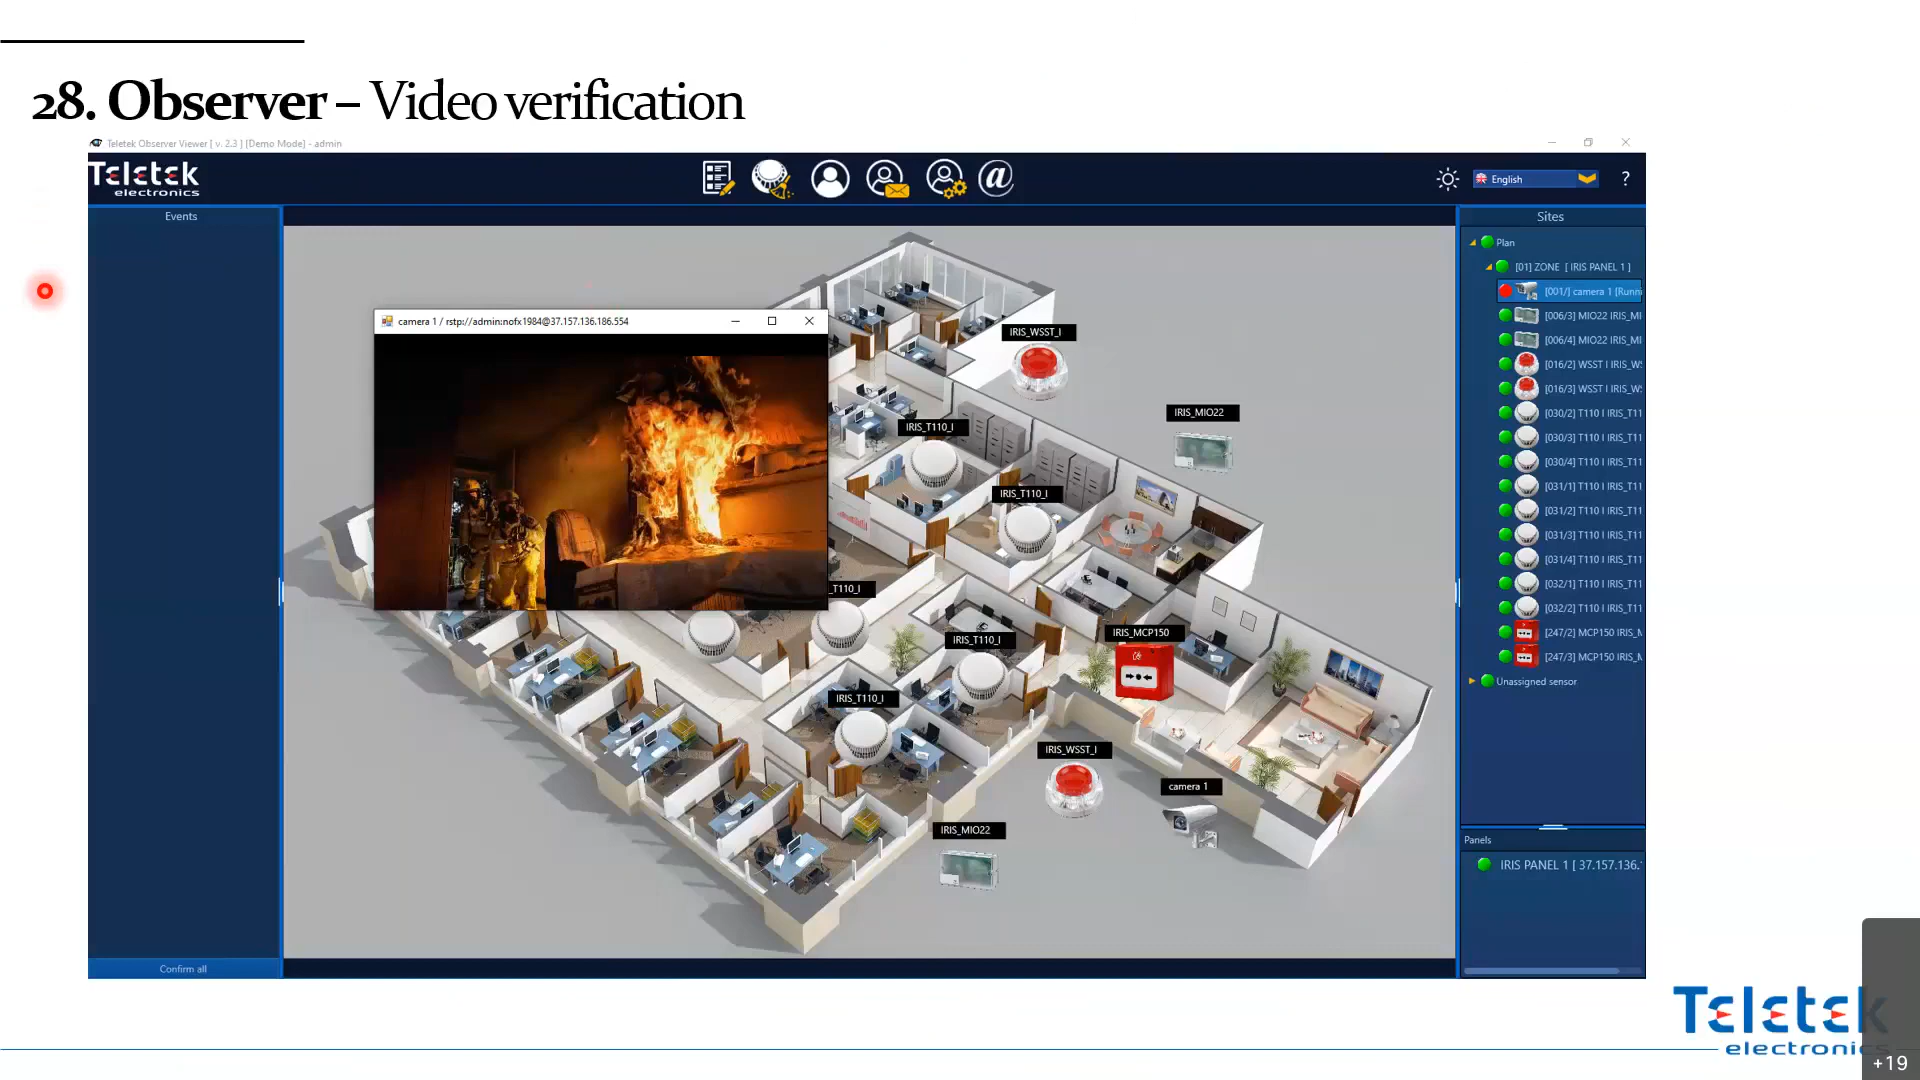 28. Observer – Video verification
Teletek Observer Viewer [ v. 2.3 ] [Demo Mode] - admin
Teletek
electronics
English
?
Events
Sites
Plan
[01] ZONE [ IRIS PANEL 1 ]
[001/] camera 1 (Runni
[006/3] MIO22 IRIS_MI
[006/4] MIO22 IRIS_MI
[016/2] WSST I IRIS_W
[016/3] WSST I IRIS_W
[030/2] T110 I IRIS_T11
[030/3] T110 I IRIS_T11
[030/4] T110 I IRIS_T11
[031/1] T110 I IRIS_T11
[031/2] T110 I IRIS_T11
[031/3] T110 I IRIS_T11
[031/4] T110 I IRIS_T11
[032/1] T110 I IRIS_T11
[032/2] T110 I IRIS_T11
[247/2] MCP150 IRIS_M
[247/3] MCP150 IRIS_M
Unassigned sensor
camera 1 / rstp://admin:nofx1984@37.157.136.186.554
IRIS_WSST_I
IRIS_MIO22
IRIS_T110_I
IRIS_T110_I
_T110_I
IRIS_T110_I
IRIS_MCP150
IRIS_T110_I
IRIS_WSST_I
camera 1
IRIS_MIO22
Panels
IRIS PANEL 1 [ 37.157.136.
Confirm all
Teletek
electronics
+19